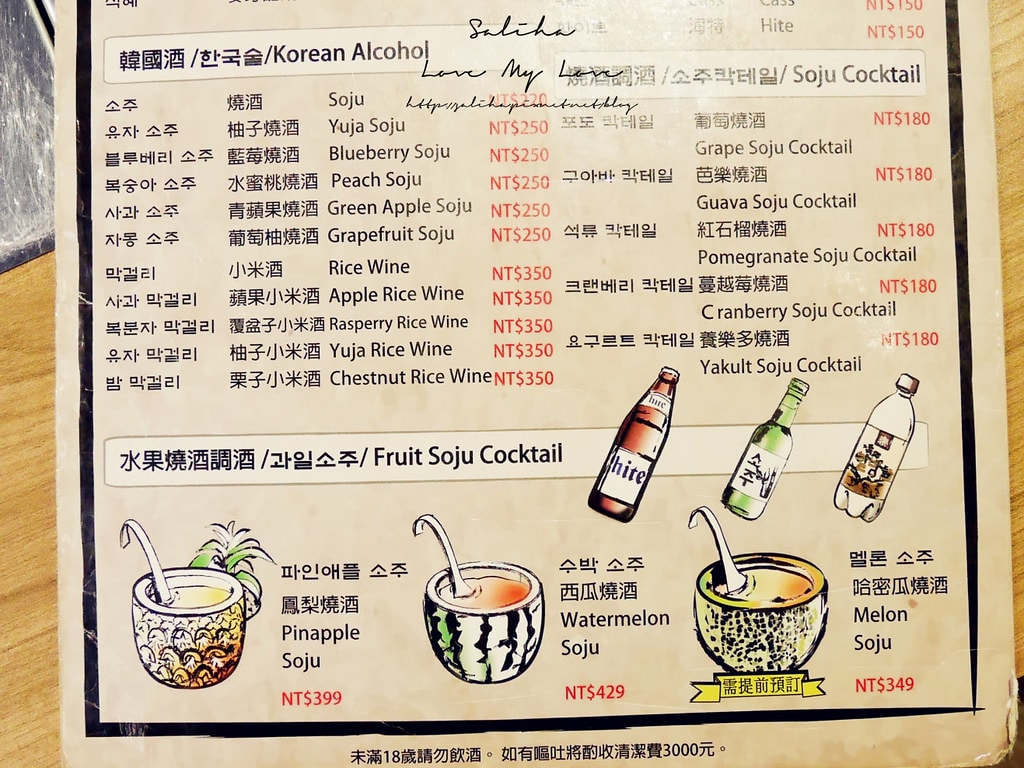 Cass NT$150
하이트 海特 Hite NT$150
Saliha
Love My Love
韓國酒 /한국술/Korean Alcohol
소주 燒酒 Soju NT$220
유자 소주 柚子燒酒 Yuja Soju NT$250
블루베리 소주 藍莓燒酒 Blueberry Soju NT$250
복숭아 소주 水蜜桃燒酒 Peach Soju NT$250
사과 소주 青蘋果燒酒 Green Apple Soju NT$250
자몽 소주 葡萄柚燒酒 Grapefruit Soju NT$250
막걸리 小米酒 Rice Wine NT$350
사과 막걸리 蘋果小米酒 Apple Rice Wine NT$350
복분자 막걸리 覆盆子小米酒 Rasperry Rice Wine NT$350
유자 막걸리 柚子小米酒 Yuja Rice Wine NT$350
밤 막걸리 栗子小米酒 Chestnut Rice Wine NT$350
燒酒調酒 /소주칵테일/ Soju Cocktail
포도 칵테일 葡萄燒酒 NT$180
Grape Soju Cocktail
구아바 칵테일 芭樂燒酒 NT$180
Guava Soju Cocktail
석류 칵테일 紅石榴燒酒 NT$180
Pomegranate Soju Cocktail
크랜베리 칵테일 蔓越莓燒酒 NT$180
Cranberry Soju Cocktail
요구르트 칵테일 養樂多燒酒 NT$180
Yakult Soju Cocktail
hite
hite
소주
水果燒酒調酒 /과일소주/ Fruit Soju Cocktail
파인애플 소주
鳳梨燒酒
Pinapple
Soju
NT$399
수박 소주
西瓜燒酒
Watermelon
Soju
NT$429
멜론 소주
哈密瓜燒酒
Melon
Soju
NT$349
需提前預訂
未滿18歲請勿飲酒。 如有嘔吐將酌收清潔費3000元。